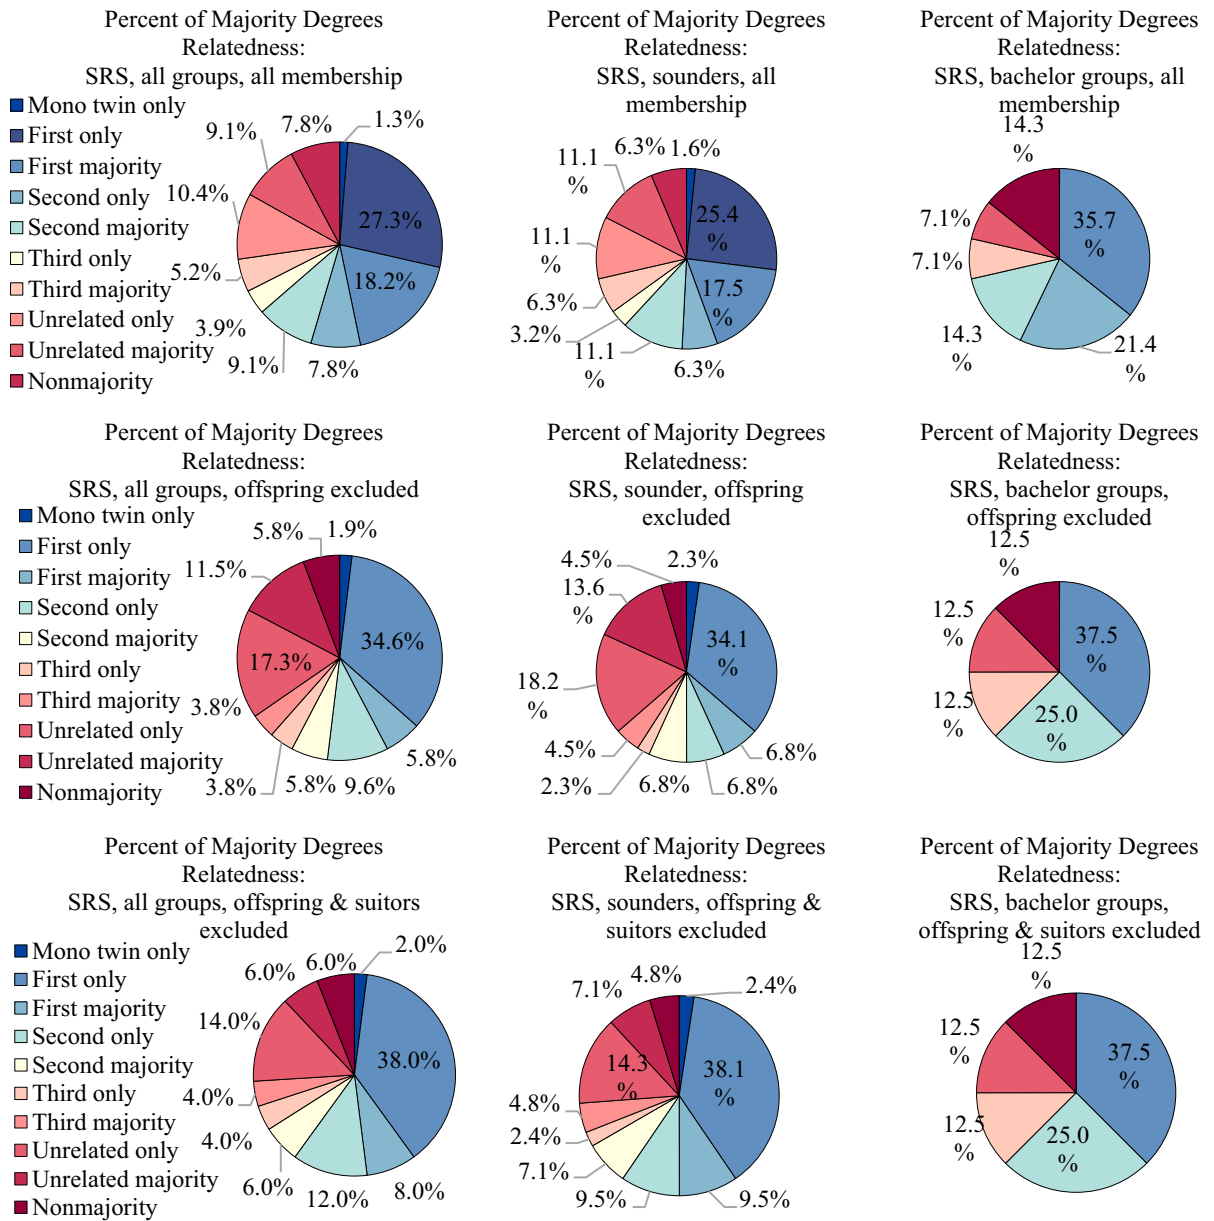 Percent of Majority Degrees
Relatedness:
SRS, all groups, all membership
Mono twin only
First only
First majority
Second only
Second majority
Third only
Third majority
Unrelated only
Unrelated majority
Nonmajority
1.3%
27.3%
18.2%
7.8%
9.1%
3.9%
5.2%
10.4%
9.1%
7.8%
Percent of Majority Degrees
Relatedness:
SRS, sounders, all
membership
1.6%
25.4
%
17.5
%
6.3%
11.1
%
3.2%
6.3%
11.1
%
11.1
%
6.3%
Percent of Majority Degrees
Relatedness:
SRS, bachelor groups, all
membership
14.3
%
35.7
%
21.4
%
14.3
%
7.1%
7.1%
Percent of Majority Degrees
Relatedness:
SRS, all groups, offspring excluded
Mono twin only
First only
First majority
Second only
Second majority
Third only
Third majority
Unrelated only
Unrelated majority
Nonmajority
1.9%
34.6%
5.8%
9.6%
5.8%
3.8%
3.8%
17.3%
11.5%
5.8%
Percent of Majority Degrees
Relatedness:
SRS, sounder, offspring
excluded
2.3%
34.1
%
6.8%
6.8%
6.8%
2.3%
4.5%
18.2
%
13.6
%
4.5%
Percent of Majority Degrees
Relatedness:
SRS, bachelor groups,
offspring excluded
12.5
%
37.5
%
25.0
%
12.5
%
12.5
%
Percent of Majority Degrees
Relatedness:
SRS, all groups, offspring & suitors
excluded
Mono twin only
First only
First majority
Second only
Second majority
Third only
Third majority
Unrelated only
Unrelated majority
Nonmajority
2.0%
38.0%
8.0%
12.0%
6.0%
4.0%
4.0%
14.0%
6.0%
6.0%
Percent of Majority Degrees
Relatedness:
SRS, sounders, offspring &
suitors excluded
2.4%
38.1
%
9.5%
9.5%
7.1%
2.4%
4.8%
14.3
%
7.1%
4.8%
Percent of Majority Degrees
Relatedness:
SRS, bachelor groups,
offspring & suitors excluded
12.5
%
37.5
%
25.0
%
12.5
%
12.5
%